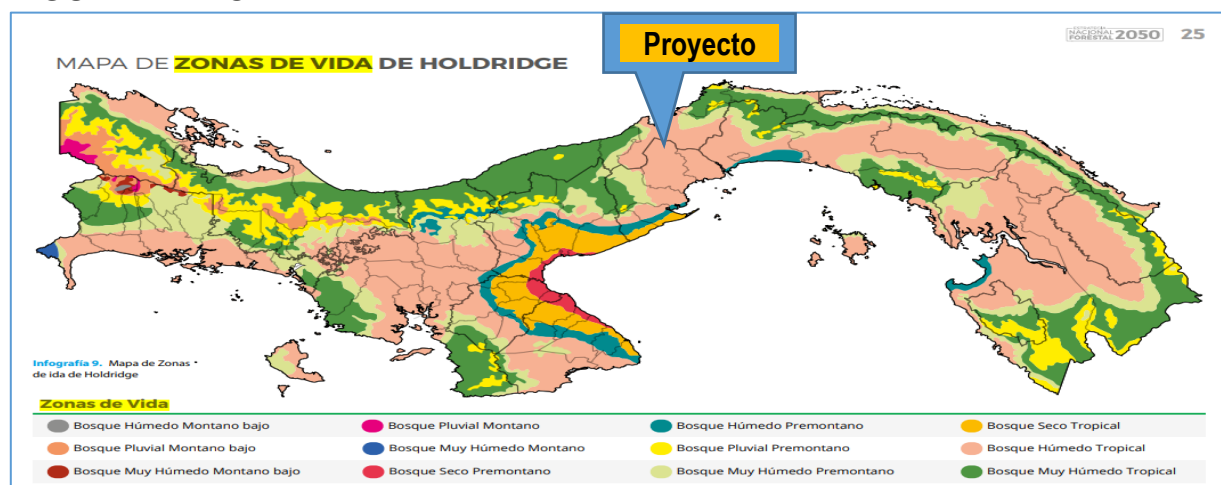 Proyecto
ESTRATEGIA
NACIONAL
FORESTAL 2050 25
MAPA DE ZONAS DE VIDA DE HOLDRIDGE
Infografía 9. Mapa de Zonas
de ida de Holdridge
Zonas de Vida
Bosque Húmedo Montano bajo
Bosque Pluvial Montano
Bosque Húmedo Premontano
Bosque Seco Tropical
Bosque Pluvial Montano bajo
Bosque Muy Húmedo Montano
Bosque Pluvial Premontano
Bosque Húmedo Tropical
Bosque Muy Húmedo Montano bajo
Bosque Seco Premontano
Bosque Muy Húmedo Premontano
Bosque Muy Húmedo Tropical